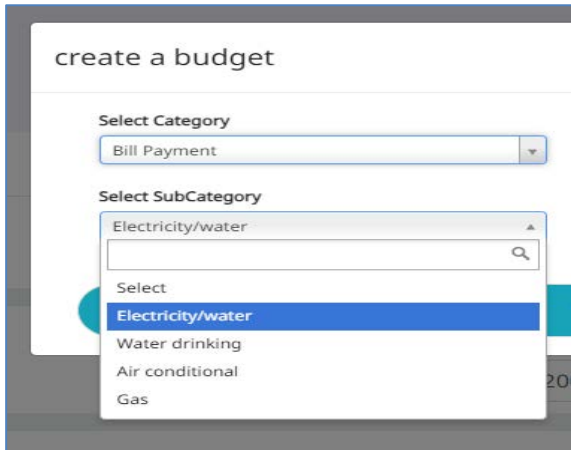 create a budget
Select Category
Bill Payment
Select SubCategory
Electricity/water
Select
Electricity/water
Water drinking
Air conditional
Gas